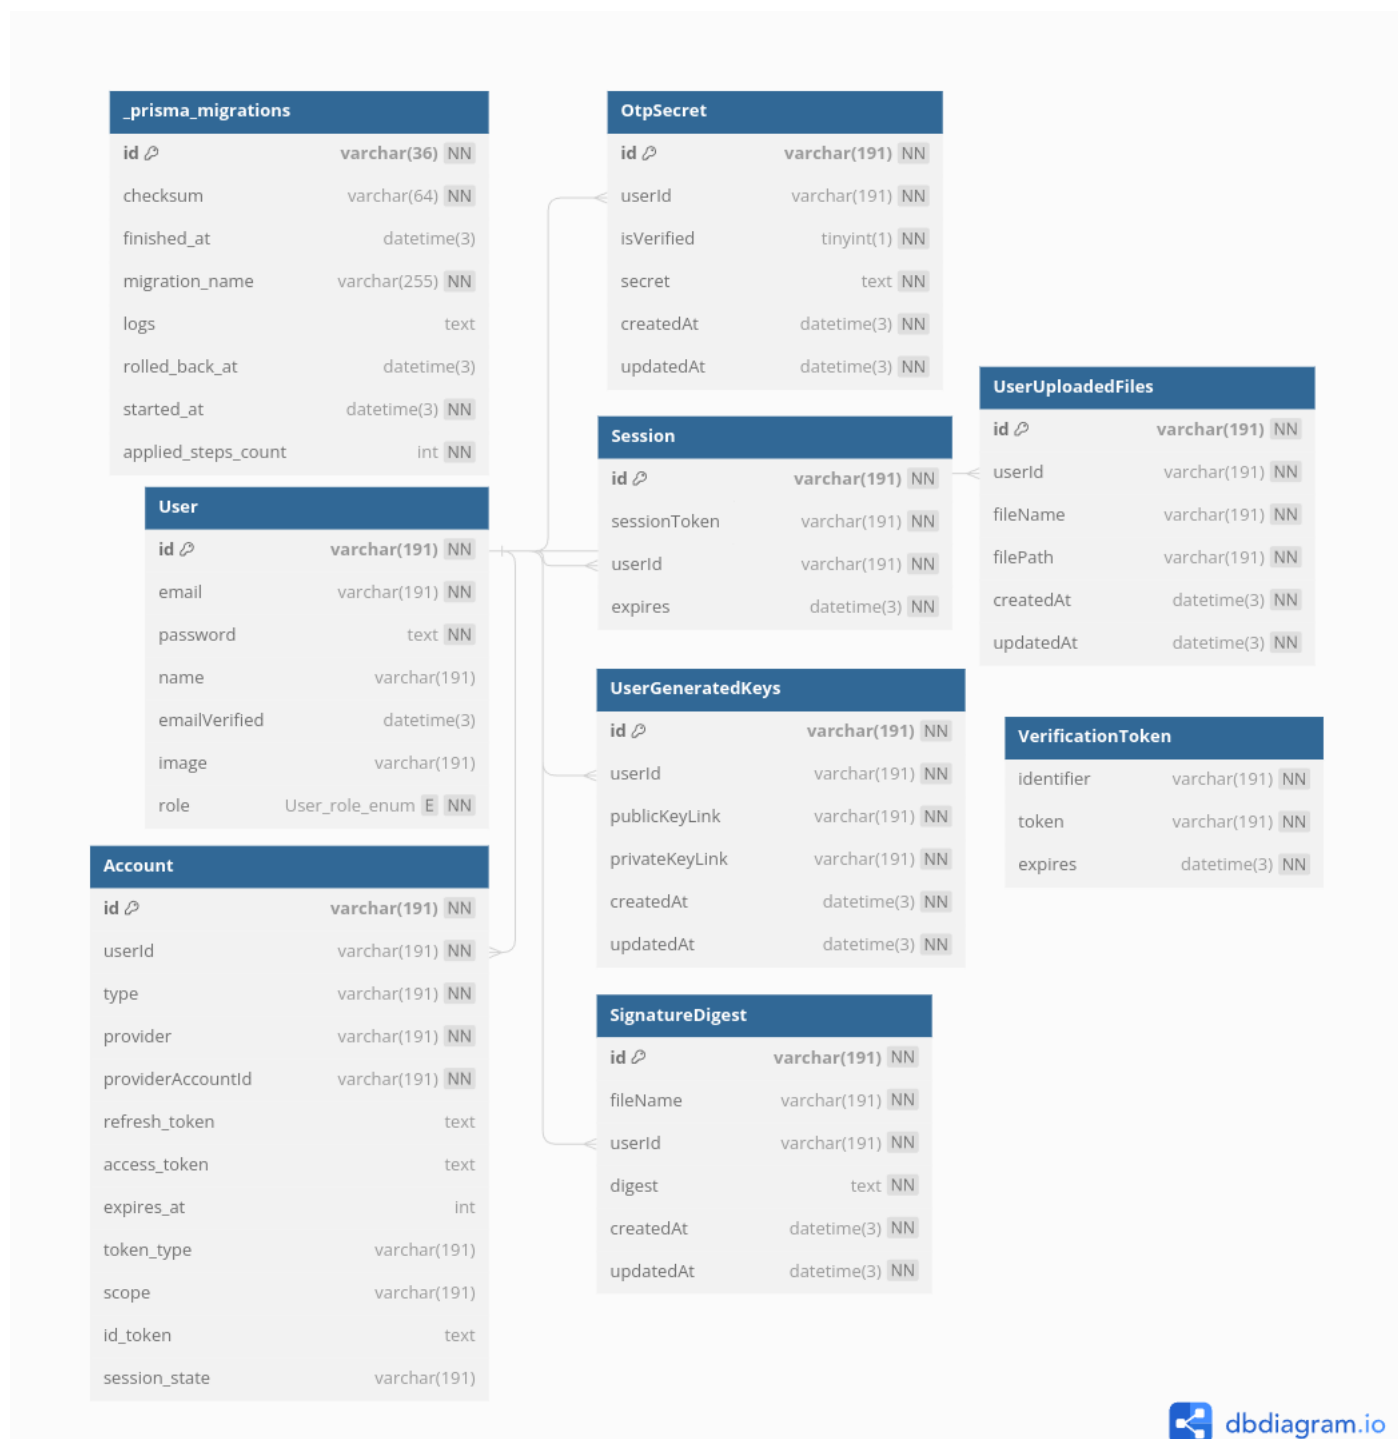 _prisma_migrations
id varchar(36) NN
checksum varchar(64) NN
finished_at datetime(3)
migration_name varchar(255) NN
logs text
rolled_back_at datetime(3)
started_at datetime(3) NN
applied_steps_count int NN
User
id varchar(191) NN
email varchar(191) NN
password text NN
name varchar(191)
emailVerified datetime(3)
image varchar(191)
role User_role_enum E NN
Account
id varchar(191) NN
userId varchar(191) NN
type varchar(191) NN
provider varchar(191) NN
providerAccountId varchar(191) NN
refresh_token text
access_token text
expires_at int
token_type varchar(191)
scope varchar(191)
id_token text
session_state varchar(191)
OtpSecret
id varchar(191) NN
userId varchar(191) NN
isVerified tinyint(1) NN
secret text NN
createdAt datetime(3) NN
updatedAt datetime(3) NN
Session
id varchar(191) NN
sessionToken varchar(191) NN
userId varchar(191) NN
expires datetime(3) NN
UserGeneratedKeys
id varchar(191) NN
userId varchar(191) NN
publicKeyLink varchar(191) NN
privateKeyLink varchar(191) NN
createdAt datetime(3) NN
updatedAt datetime(3) NN
SignatureDigest
id varchar(191) NN
fileName varchar(191) NN
userId varchar(191) NN
digest text NN
createdAt datetime(3) NN
updatedAt datetime(3) NN
UserUploadedFiles
id varchar(191) NN
userId varchar(191) NN
fileName varchar(191) NN
filePath varchar(191) NN
createdAt datetime(3) NN
updatedAt datetime(3) NN
VerificationToken
identifier varchar(191) NN
token varchar(191) NN
expires datetime(3) NN
dbdiagram.io